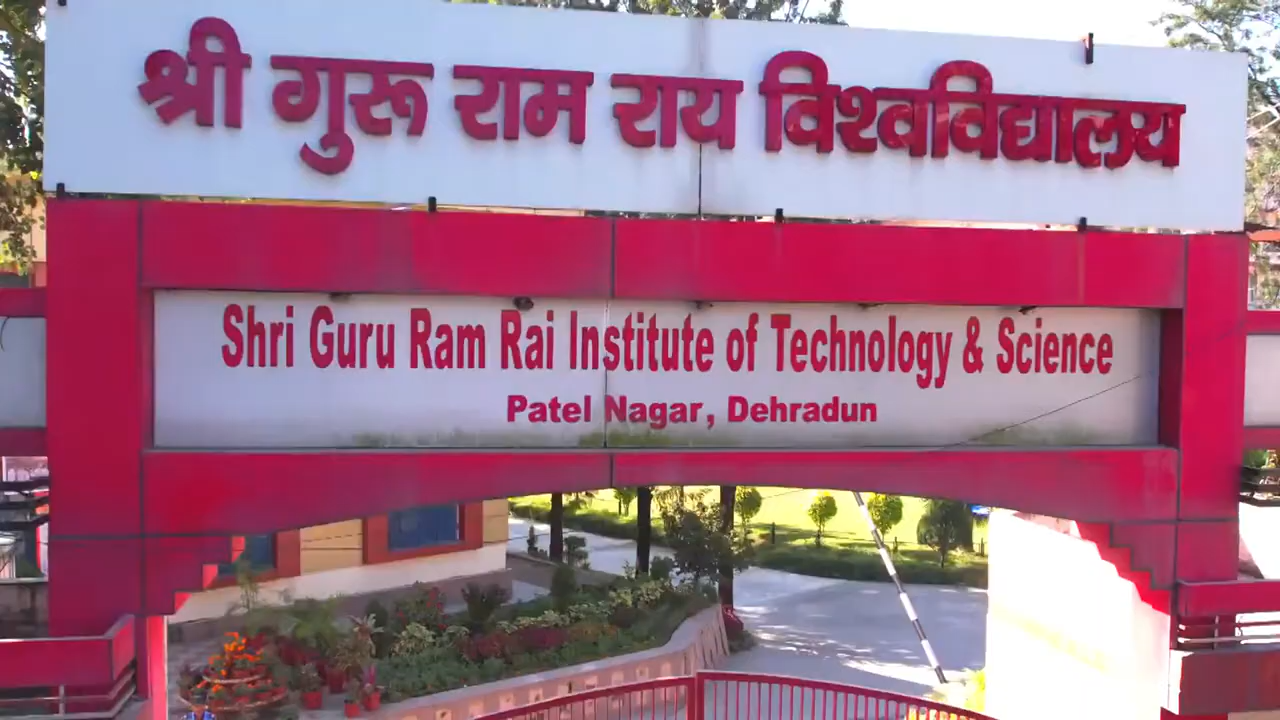 श्री गुरु राम राय विश्वविद्यालय
Shri Guru Ram Rai Institute of Technology & Science
Patel Nagar, Dehradun